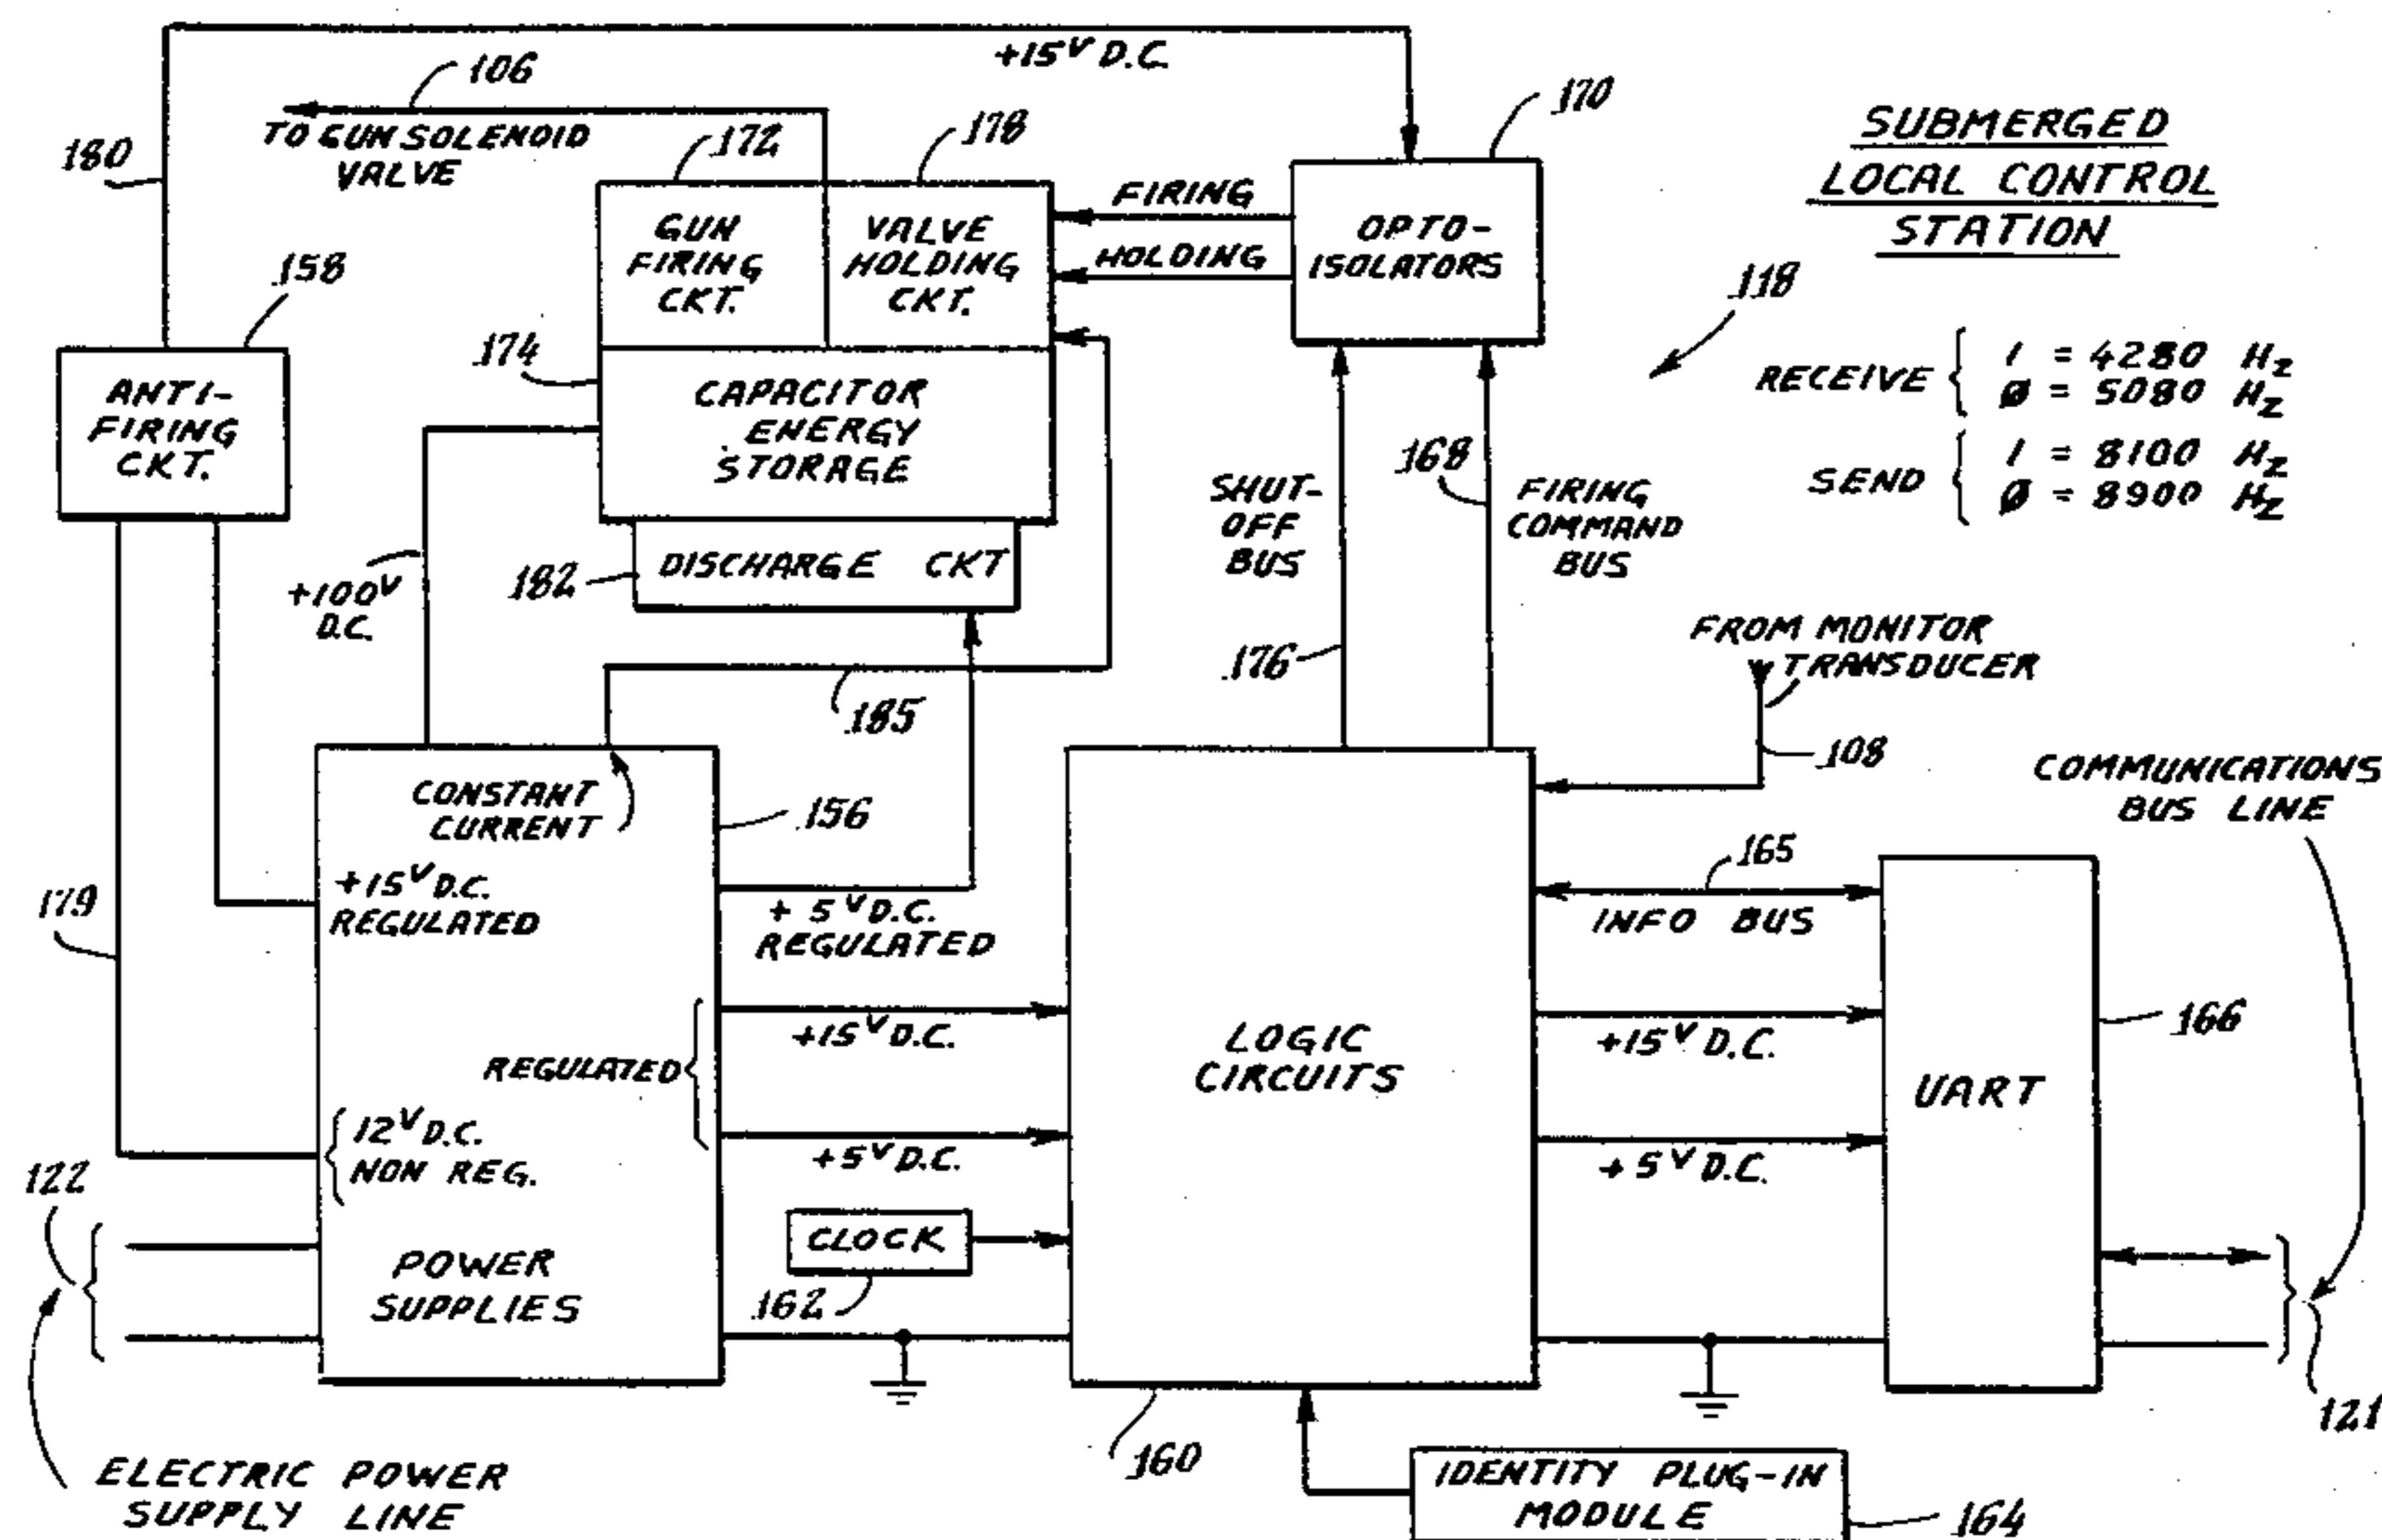 +15V D.C.
106
TO GUN SOLENOID
VALVE
180
172
178
170
SUBMERGED
LOCAL CONTROL
STATION
118
158
ANTI-
FIRING
CKT.
GUN
FIRING
CKT.
VALVE
HOLDING
CKT.
FIRING
HOLDING
OPTO-
ISOLATORS
RECEIVE { 1 = 4280 Hz
Ø = 5080 Hz
SEND { 1 = 8100 Hz
Ø = 8900 Hz
174
CAPACITOR
ENERGY
STORAGE
182
DISCHARGE CKT
+100V
D.C.
185
SHUT-
OFF
BUS
176
168
FIRING
COMMAND
BUS
FROM MONITOR
TRANSDUCER
108
COMMUNICATIONS
BUS LINE
CONSTANT
CURRENT
156
+15V D.C.
REGULATED
179
+ 5V D.C.
REGULATED
165
INFO BUS
REGULATED
+15V D.C.
+5V D.C.
LOGIC
CIRCUITS
+15V D.C.
+ 5V D.C.
166
UART
12V D.C.
NON REG.
122
POWER
SUPPLIES
CLOCK
162
121
160
ELECTRIC POWER
SUPPLY LINE
IDENTITY PLUG-IN
MODULE
164